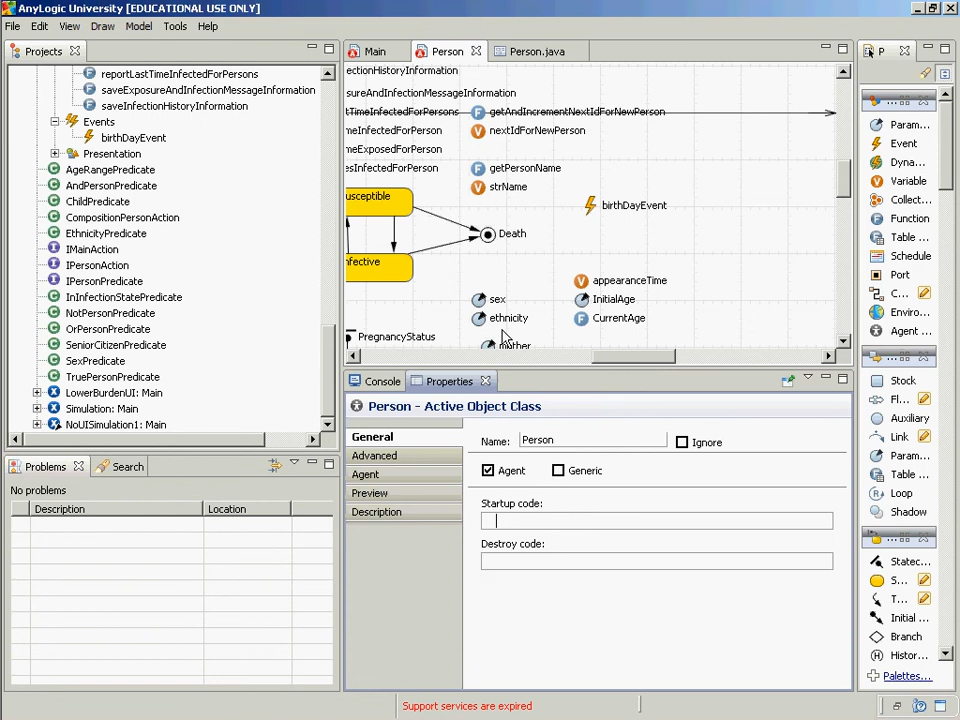 AnyLogic University [EDUCATIONAL USE ONLY]
File Edit View Draw Model Tools Help
Projects
reportLastTimeInfectedForPersons
saveExposureAndInfectionMessageInformation
saveInfectionHistoryInformation
Events
birthDayEvent
Presentation
AgeRangePredicate
AndPersonPredicate
ChildPredicate
CompositionPersonAction
EthnicityPredicate
IMainAction
IPersonAction
IPersonPredicate
InInfectionStatePredicate
NotPersonPredicate
OrPersonPredicate
SeniorCitizenPredicate
SexPredicate
TruePersonPredicate
LowerBurdenUI: Main
Simulation: Main
NoUISimulation1: Main
Problems Search
No problems
Description Location
Main Person Person.java
ectionHistoryInformation
sureAndInfectionMessageInformation
tTimeInfectedForPersons getAndIncrementNextIdForNewPerson
meInfectedForPerson nextIdForNewPerson
meExposedForPerson
esInfectedForPerson getPersonName
strName
usceptible
birthDayEvent
Death
nfective
appearanceTime
sex InitialAge
ethnicity CurrentAge
PregnancyStatus mother
Console Properties
Person - Active Object Class
General
Advanced
Agent
Preview
Description
Name: Person Ignore
Agent Generic
Startup code:
Destroy code:
P
Param...
Event
Dyna...
Variable
Collect...
Function
Table ...
Schedule
Port
C...
Enviro...
Agent ...
Stock
Fl...
Auxiliary
Link
Param...
Table ...
Loop
Shadow
Statec...
S...
T...
Initial ...
Branch
Histor...
Palettes...
Support services are expired